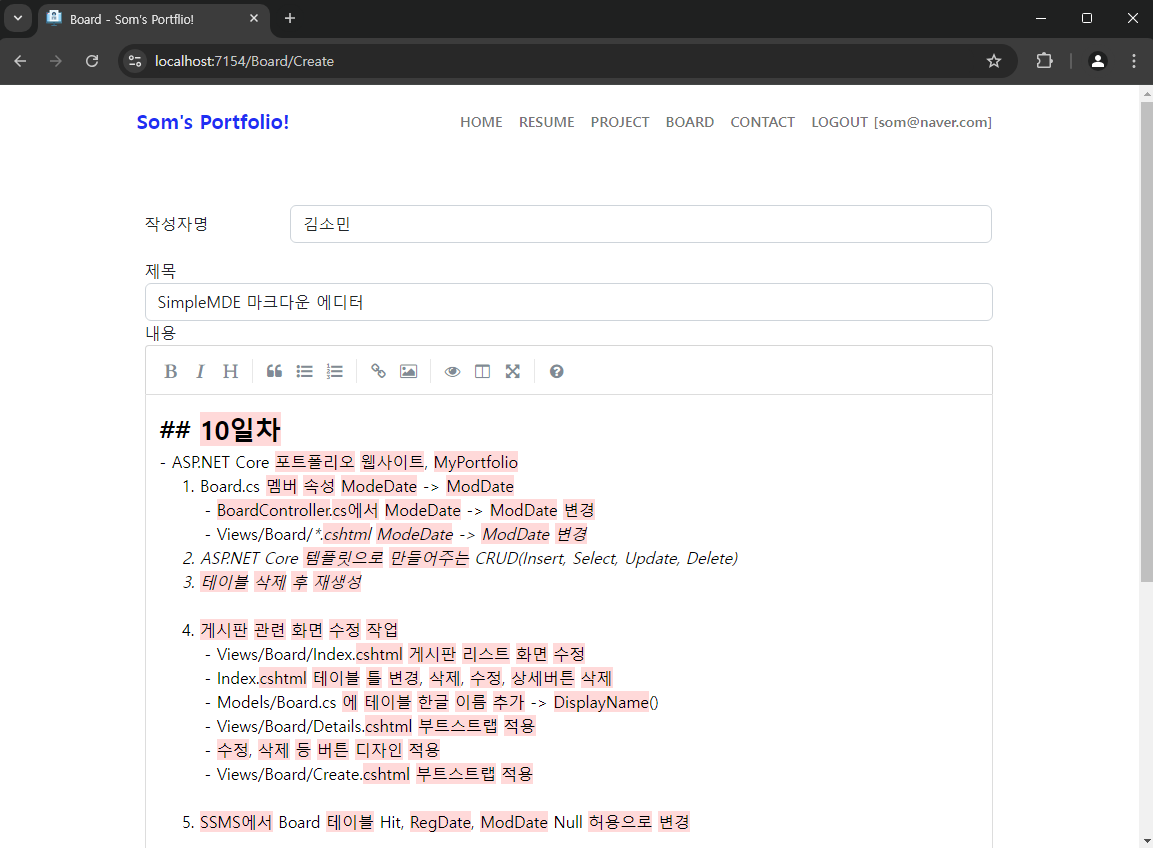 Board - Som's Portflio!
localhost:7154/Board/Create
Som's Portfolio!
HOME RESUME PROJECT BOARD CONTACT LOGOUT [som@naver.com]
작성자명
김소민
제목
SimpleMDE 마크다운 에디터
내용
B I H
## 10일차
- ASP.NET Core 포트폴리오 웹사이트, MyPortfolio
1. Board.cs 멤버 속성 ModeDate -> ModDate
- BoardController.cs에서 ModeDate -> ModDate 변경
- Views/Board/*.cshtml ModeDate -> ModDate 변경
2. ASP.NET Core 템플릿으로 만들어주는 CRUD(Insert, Select, Update, Delete)
3. 테이블 삭제 후 재생성
4. 게시판 관련 화면 수정 작업
- Views/Board/Index.cshtml 게시판 리스트 화면 수정
- Index.cshtml 테이블 틀 변경, 삭제, 수정, 상세버튼 삭제
- Models/Board.cs 에 테이블 한글 이름 추가 -> DisplayName()
- Views/Board/Details.cshtml 부트스트랩 적용
- 수정, 삭제 등 버튼 디자인 적용
- Views/Board/Create.cshtml 부트스트랩 적용
5. SSMS에서 Board 테이블 Hit, RegDate, ModDate Null 허용으로 변경